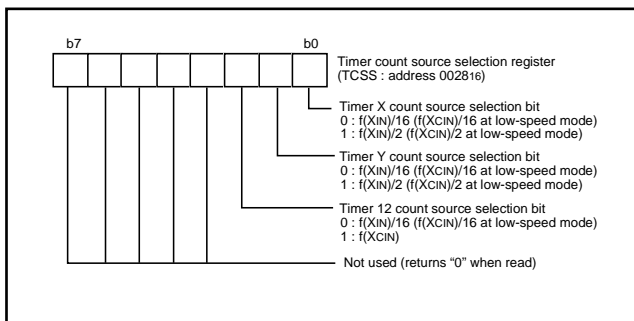 b7 b0
Timer count source selection register
(TCSS : address 002816)
Timer X count source selection bit
0 : f(XIN)/16 (f(XCIN)/16 at low-speed mode)
1 : f(XIN)/2 (f(XCIN)/2 at low-speed mode)
Timer Y count source selection bit
0 : f(XIN)/16 (f(XCIN)/16 at low-speed mode)
1 : f(XIN)/2 (f(XCIN)/2 at low-speed mode)
Timer 12 count source selection bit
0 : f(XIN)/16 (f(XCIN)/16 at low-speed mode)
1 : f(XCIN)
Not used (returns “0” when read)